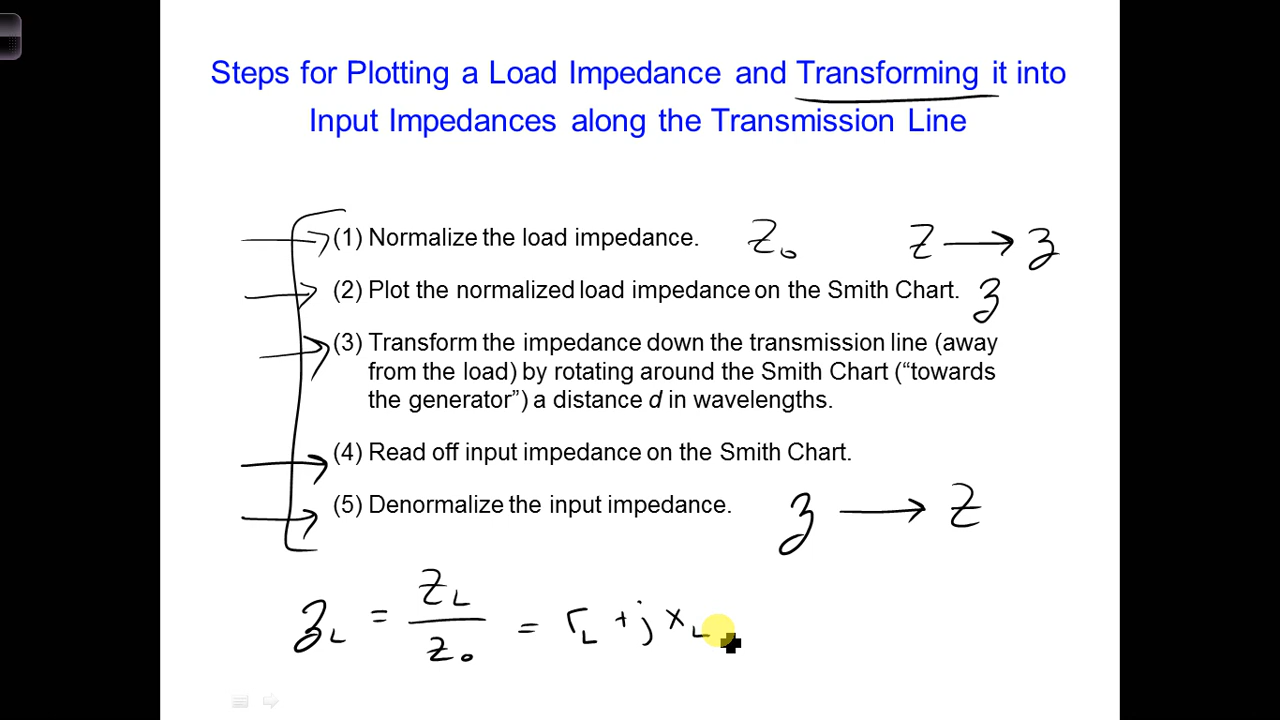 Steps for Plotting a Load Impedance and Transforming it into
Input Impedances along the Transmission Line
(1) Normalize the load impedance. Z₀ Z → z
(2) Plot the normalized load impedance on the Smith Chart. z
(3) Transform the impedance down the transmission line (away
from the load) by rotating around the Smith Chart (“towards
the generator”) a distance d in wavelengths.
(4) Read off input impedance on the Smith Chart.
(5) Denormalize the input impedance. z → Z
z_L = Z_L / Z₀ = r_L + j x_L